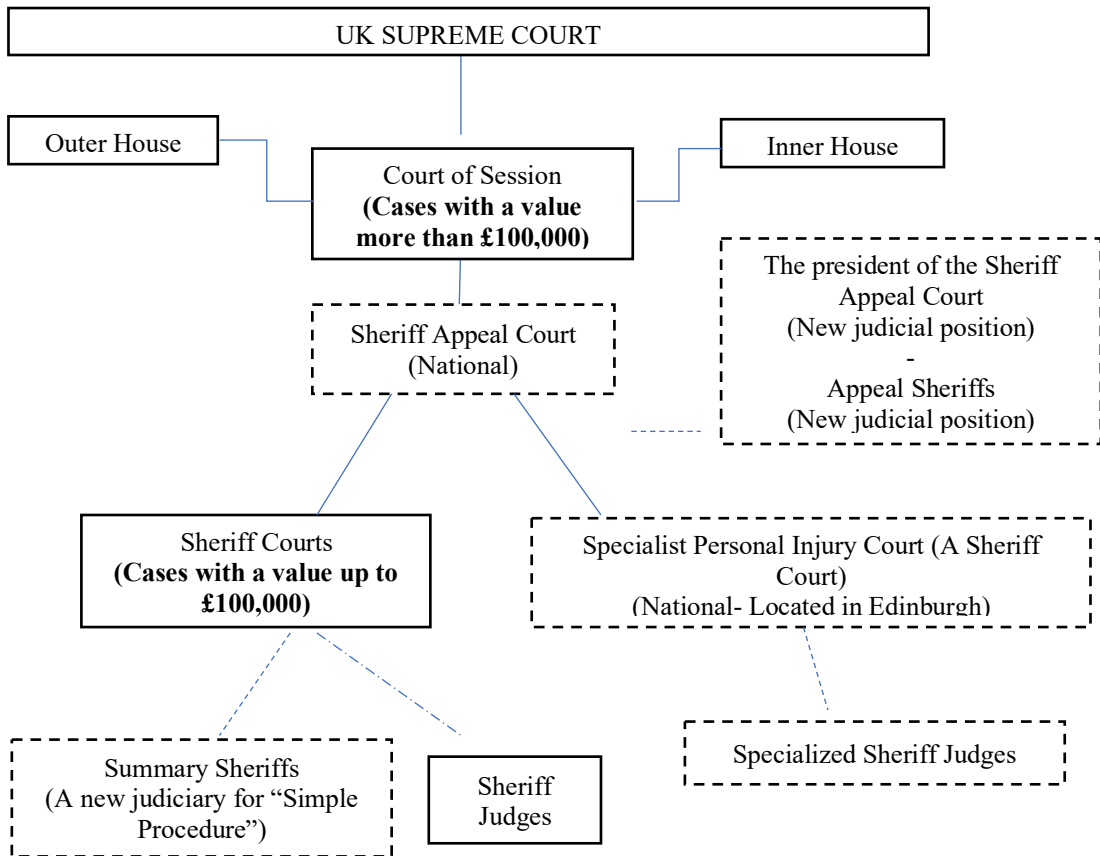 UK SUPREME COURT
Outer House
Inner House
Court of Session
(Cases with a value
more than £100,000)
The president of the Sheriff
Appeal Court
(New judicial position)
-
Appeal Sheriffs
(New judicial position)
Sheriff Appeal Court
(National)
Sheriff Courts
(Cases with a value up to
£100,000)
Specialist Personal Injury Court (A Sheriff
Court)
(National- Located in Edinburgh)
Summary Sheriffs
(A new judiciary for “Simple
Procedure”)
Sheriff
Judges
Specialized Sheriff Judges